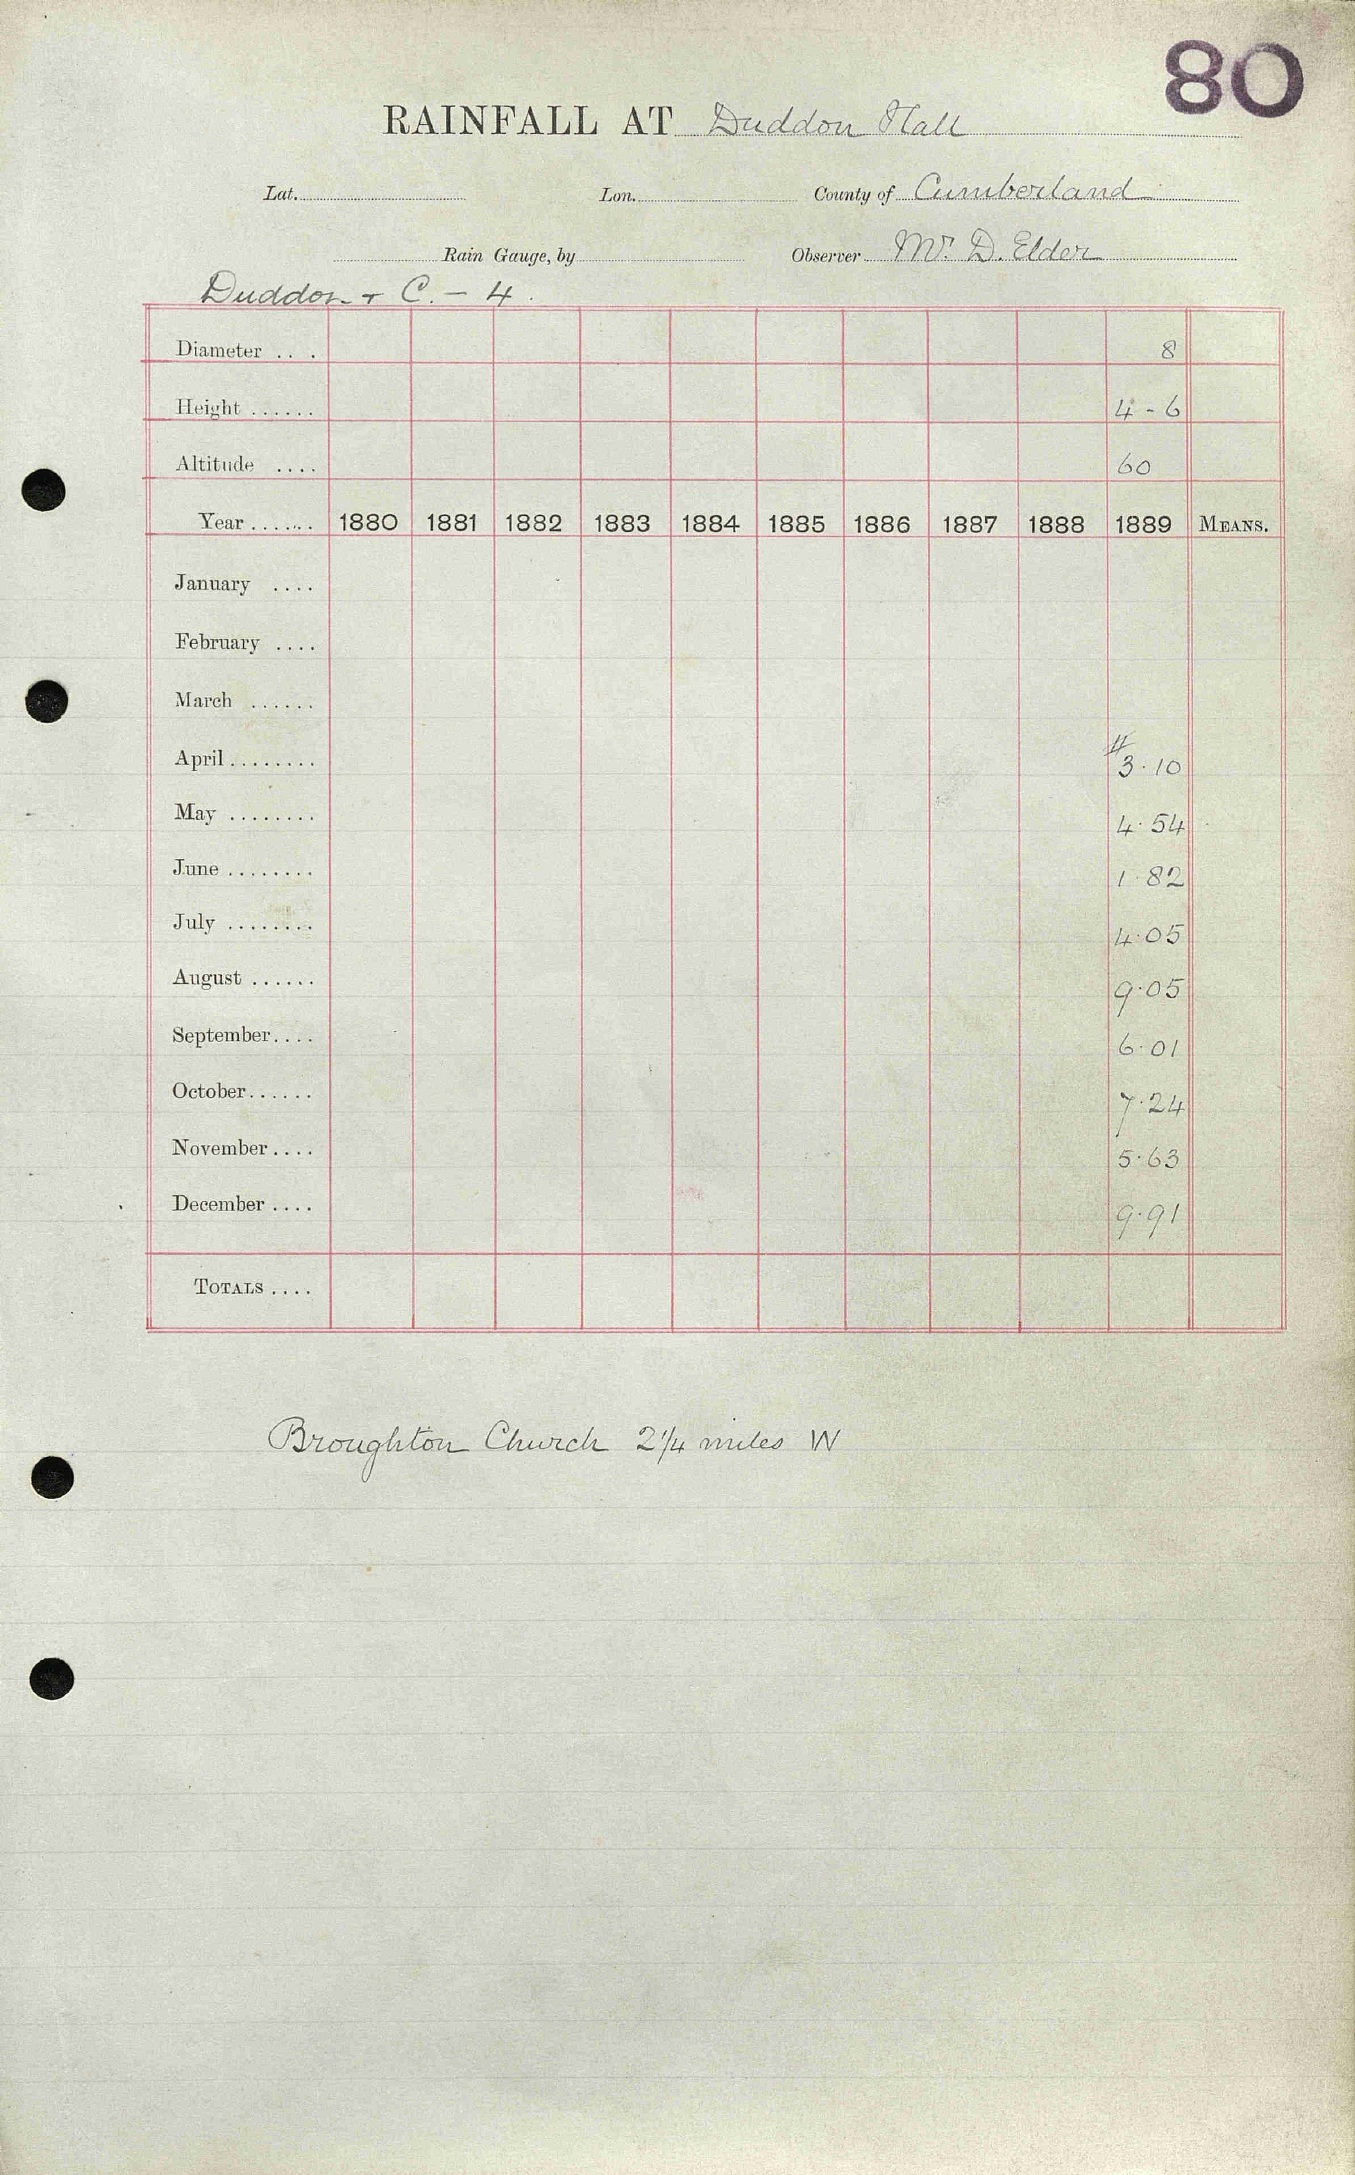 80
RAINFALL AT Duddon Hall
Lat. Lon. County of Cumberland
Rain Gauge, by Observer Mr. D. Elder
Duddon & C. - 4.
Diameter ... 8
Height ...... 4 - 6
Altitude .... 60
Year ...... 1880 1881 1882 1883 1884 1885 1886 1887 1888 1889 MEANS.
January ....
February ....
March ......
April ........ # 3.10
May ........ 4.54
June ........ 1.82
July ........ 4.05
August ...... 9.05
September .... 6.01
October ...... 7.24
November .... 5.63
December .... 9.91
TOTALS ....
Broughton Church 2 1/4 miles W